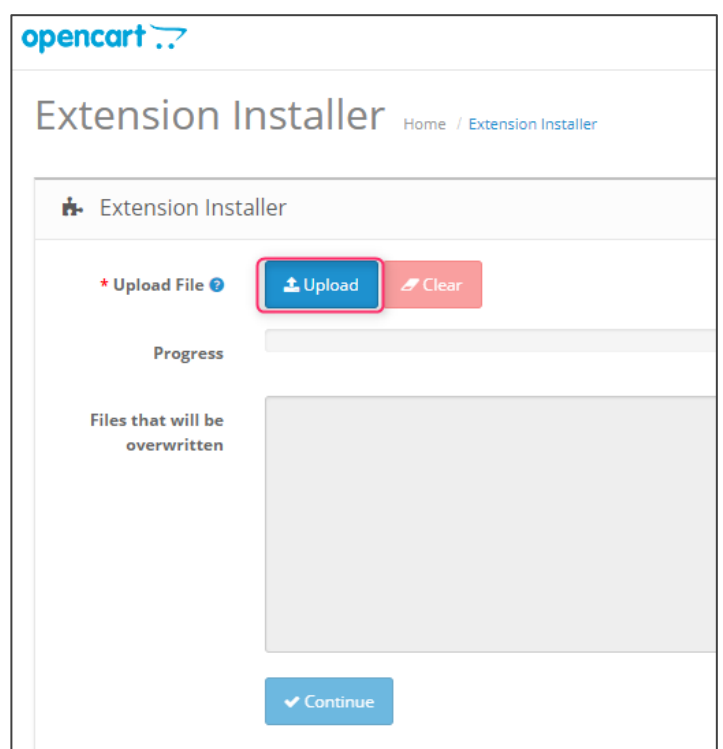 opencart
Extension Installer Home / Extension Installer
Extension Installer
* Upload File ? Upload Clear
Progress
Files that will be
overwritten
Continue